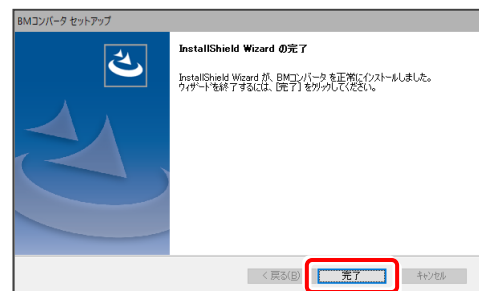 BMコンバータ セットアップ
InstallShield Wizard の完了
InstallShield Wizard が、BMコンバータ を正常にインストールしました。
ウィザードを終了するには、[完了] をクリックしてください。
< 戻る(B)
完了
キャンセル